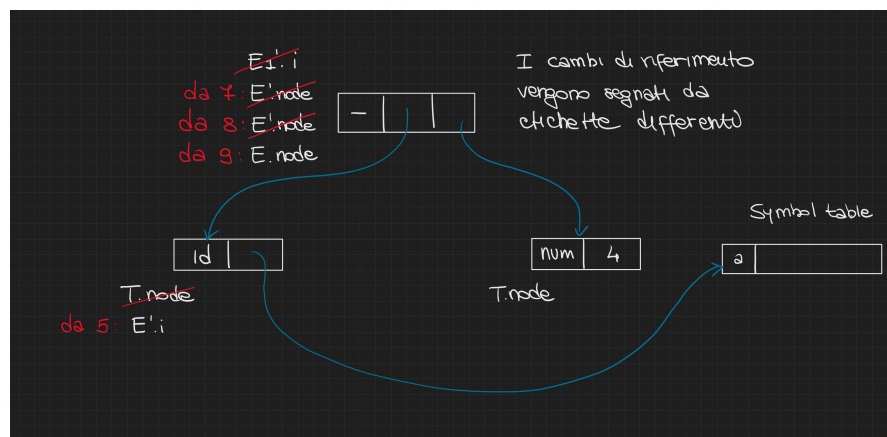 E1'.i
da 7: E'.node
da 8: E'.node
da 9: E.node
I cambi di riferimento
vengono segnati da
etichette differenti
-
id
num 4
Symbol table
a
T.node
da 5: E'.i
T.node